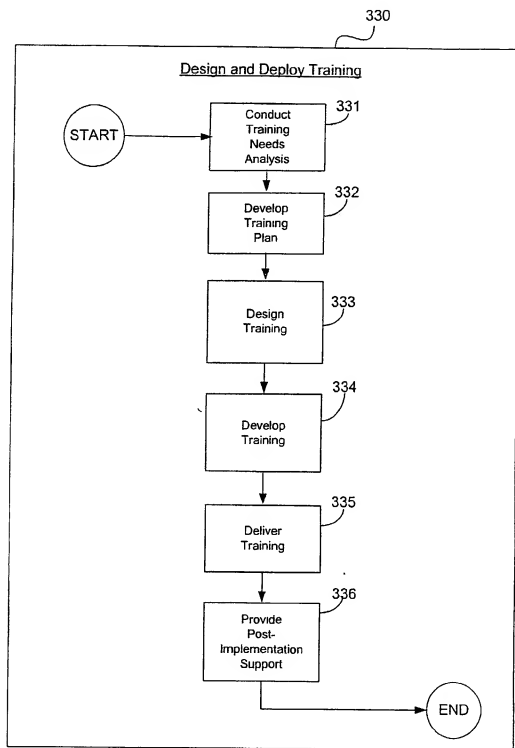 330
Design and Deploy Training
START
Conduct
Training
Needs
Analysis
331
Develop
Training
Plan
332
Design
Training
333
Develop
Training
334
Deliver
Training
335
Provide
Post-
Implementation
Support
336
END